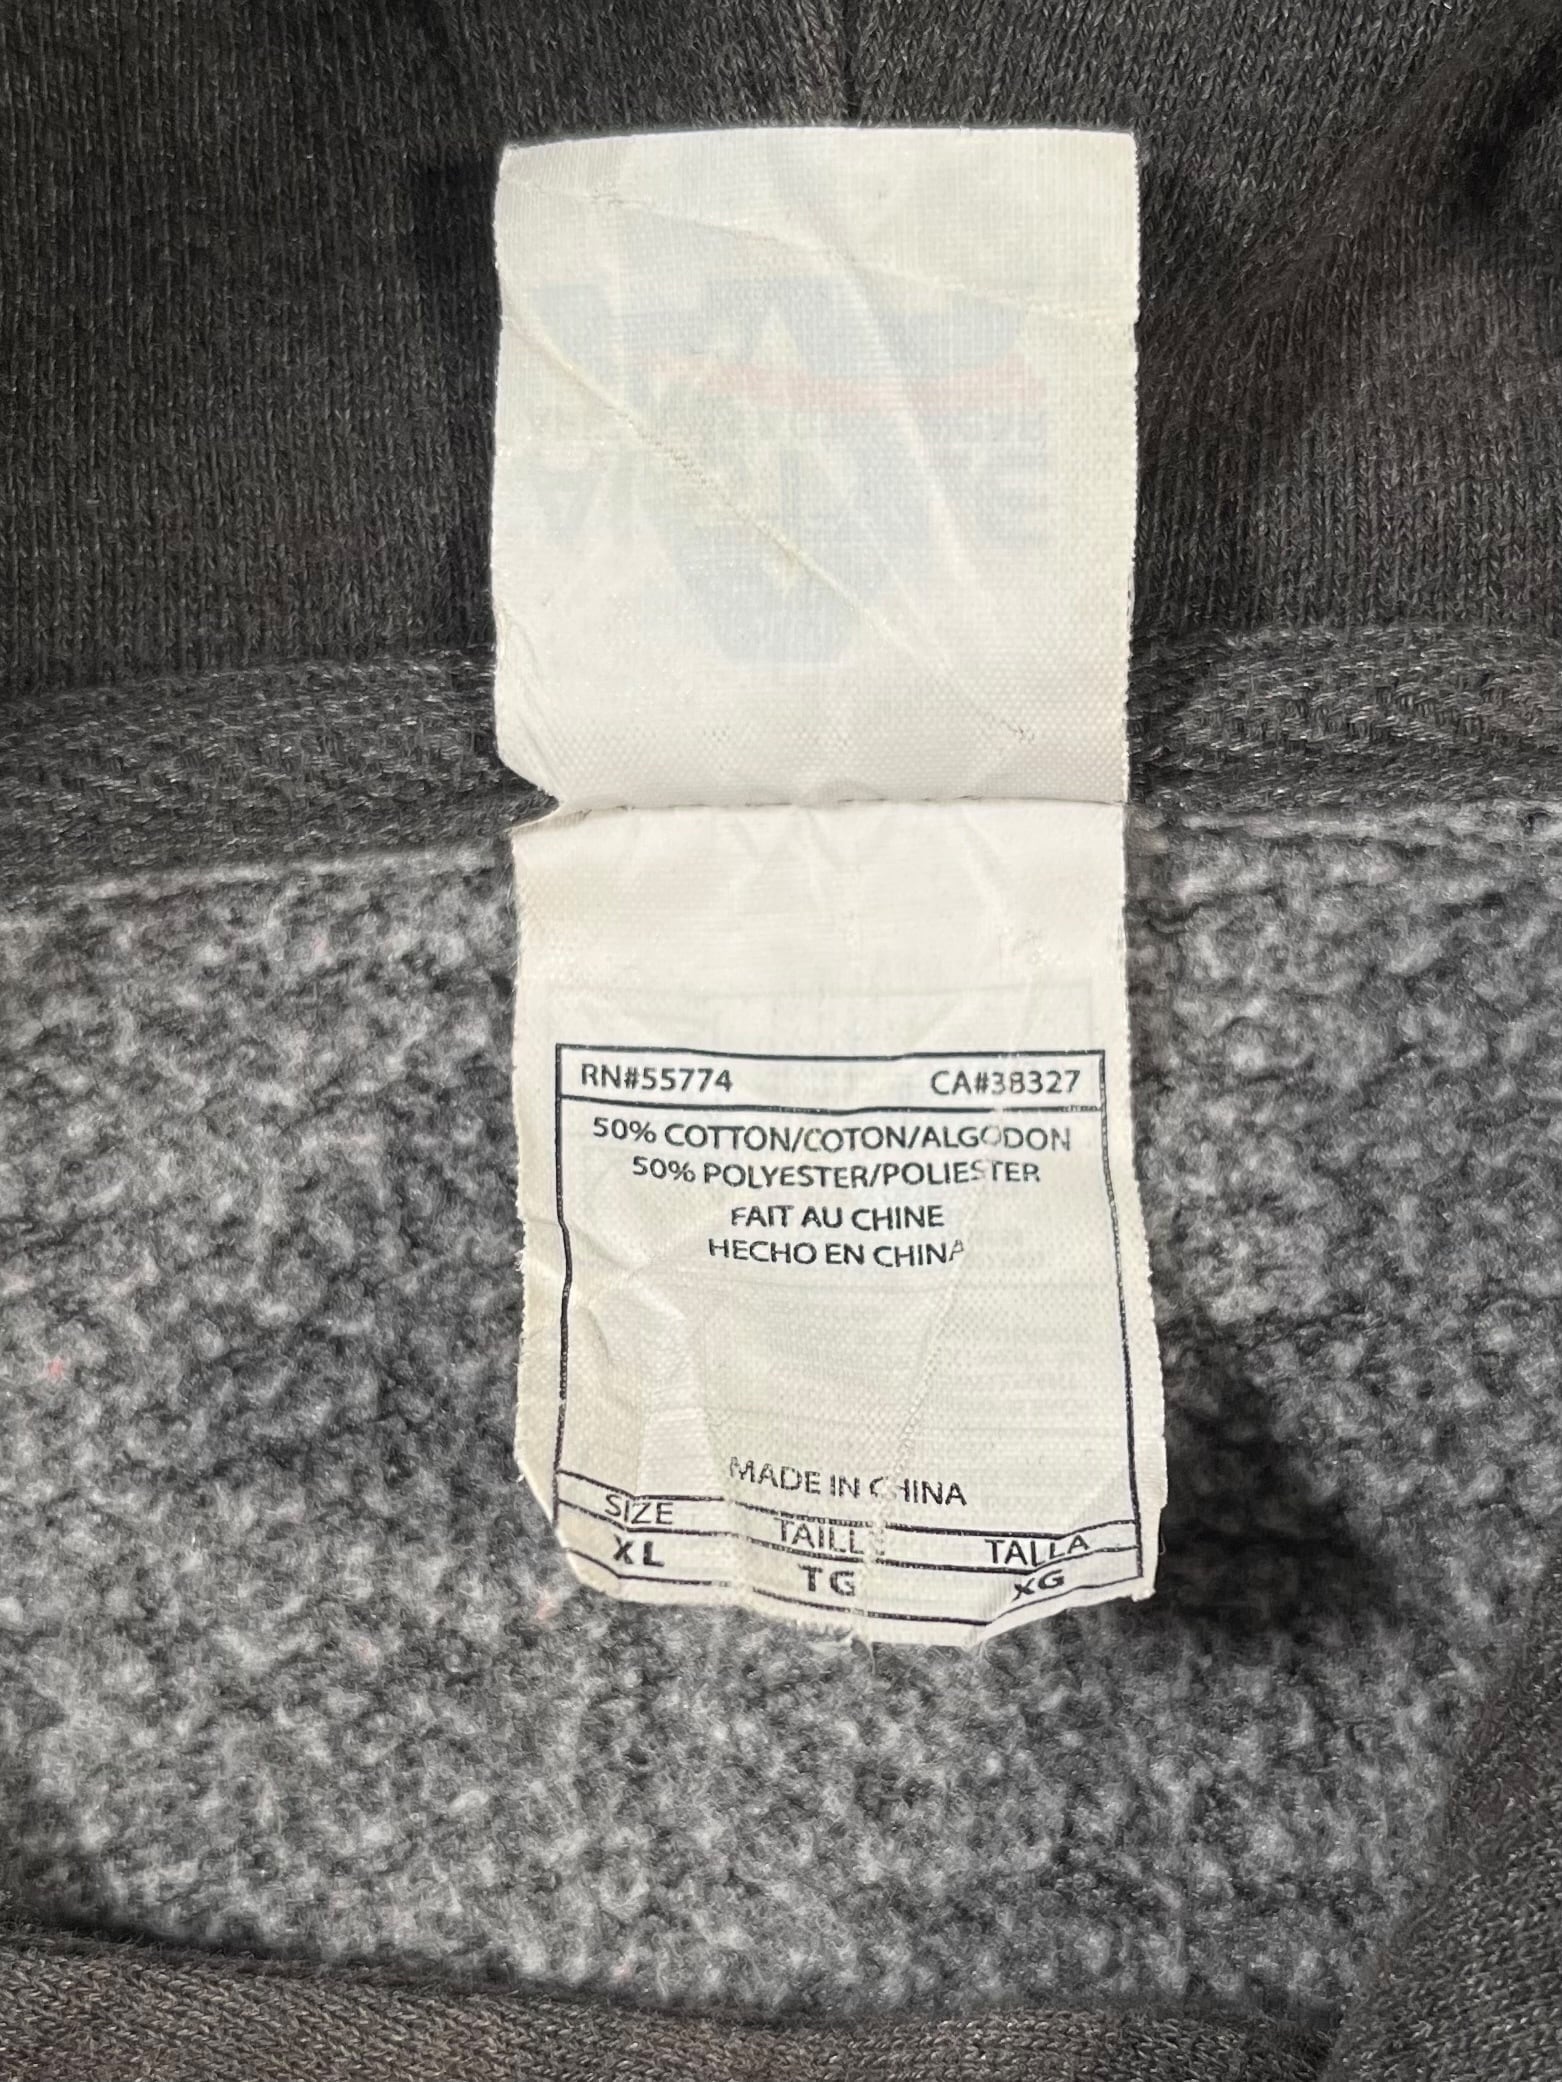 RN#55774 CA#38327
50% COTTON/COTON/ALGODON
50% POLYESTER/POLIESTER
FAIT AU CHINE
HECHO EN CHINA
MADE IN CHINA
SIZE TAILLE TALLA
XL TG XG